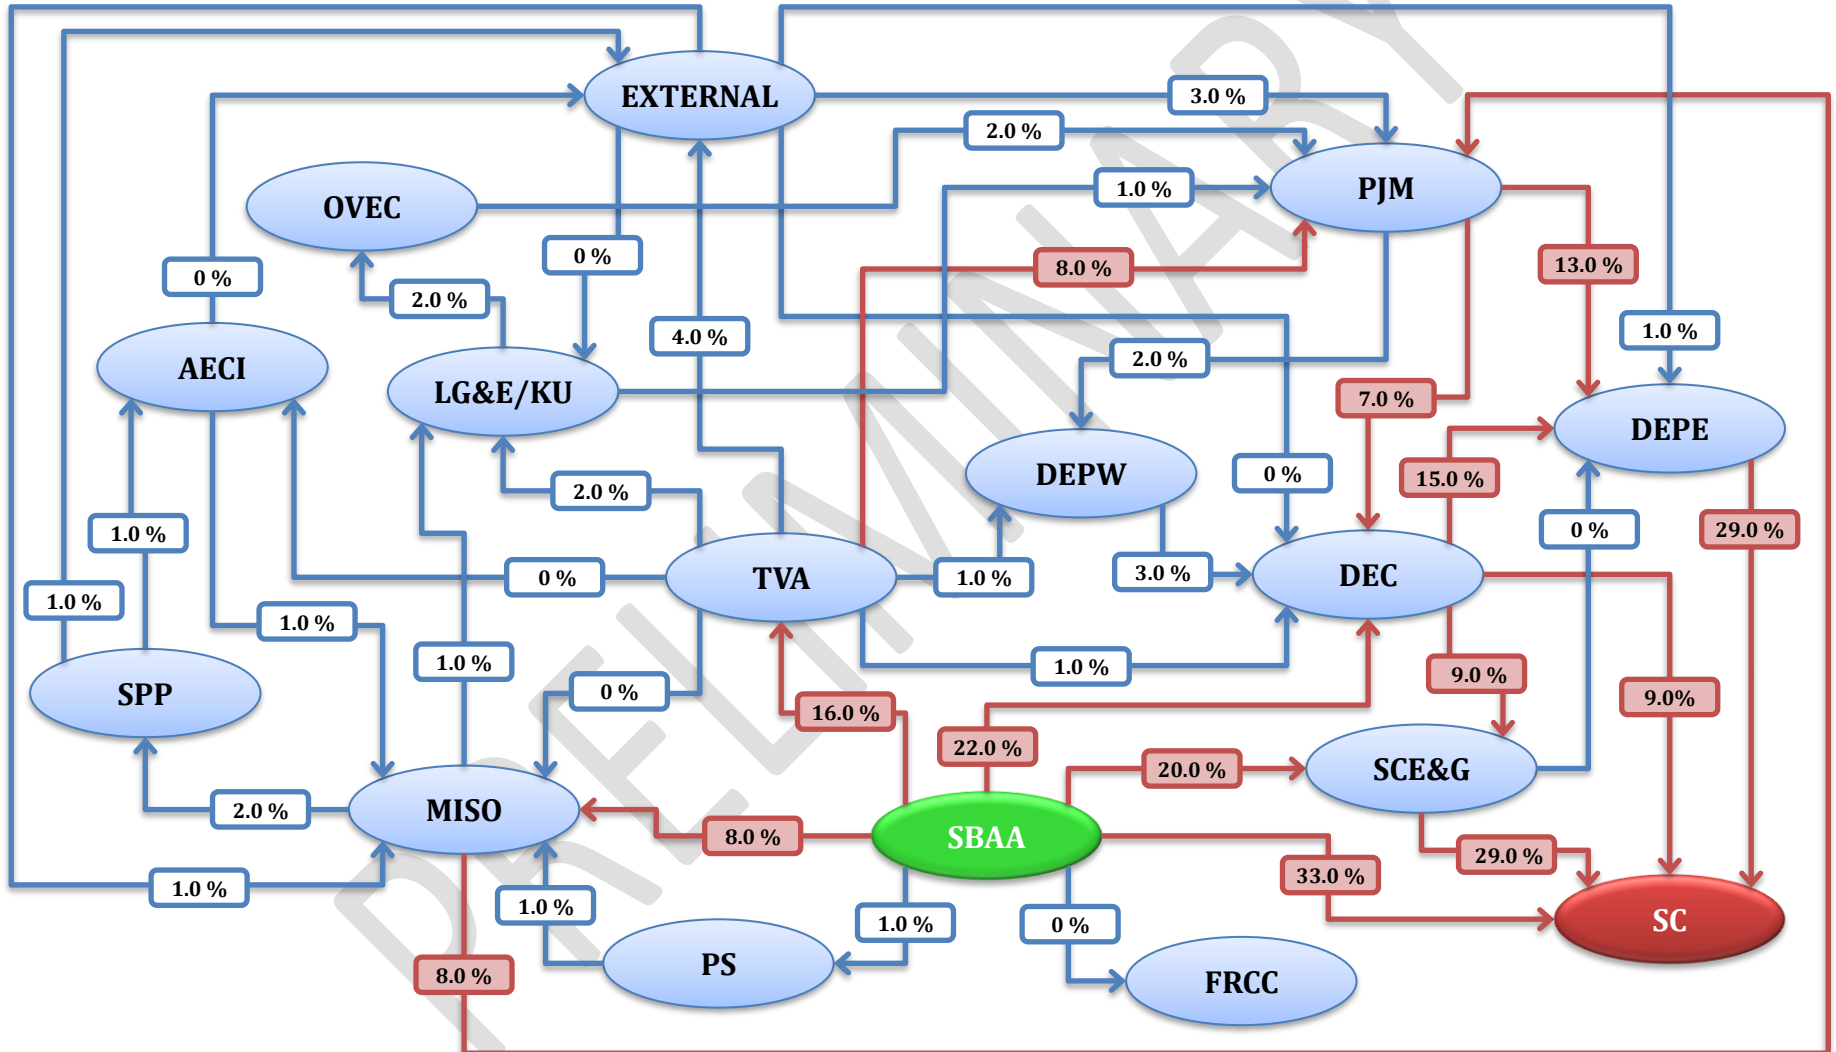 EXTERNAL
3.0 %
2.0 %
OVEC
1.0 %
PJM
0 %
0 %
8.0 %
13.0 %
2.0 %
4.0 %
1.0 %
AECI
LG&E/KU
2.0 %
7.0 %
DEPE
DEPW
0 %
15.0 %
2.0 %
1.0 %
0 %
29.0 %
0 %
TVA
1.0 %
3.0 %
DEC
1.0 %
1.0 %
1.0 %
1.0 %
9.0 %
SPP
0 %
16.0 %
9.0%
22.0 %
20.0 %
SCE&G
2.0 %
MISO
8.0 %
SBAA
29.0 %
33.0 %
1.0 %
1.0 %
1.0 %
0 %
SC
8.0 %
PS
FRCC
PRELIMINARY